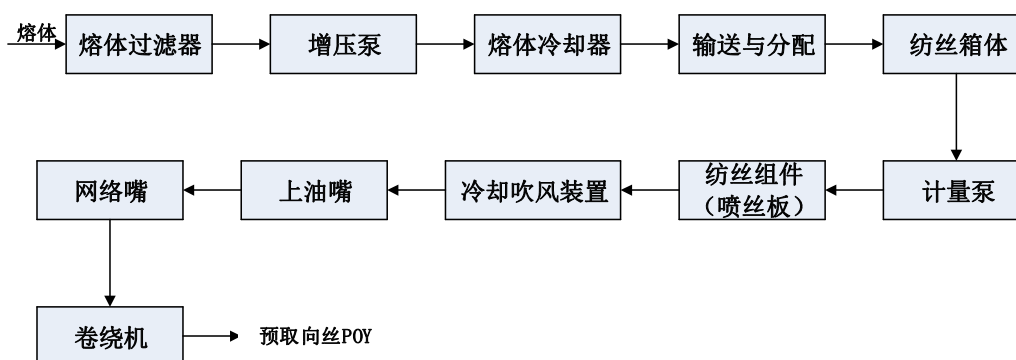 熔体
熔体过滤器
增压泵
熔体冷却器
输送与分配
纺丝箱体
计量泵
纺丝组件
（喷丝板）
冷却吹风装置
上油嘴
网络嘴
卷绕机
预取向丝POY